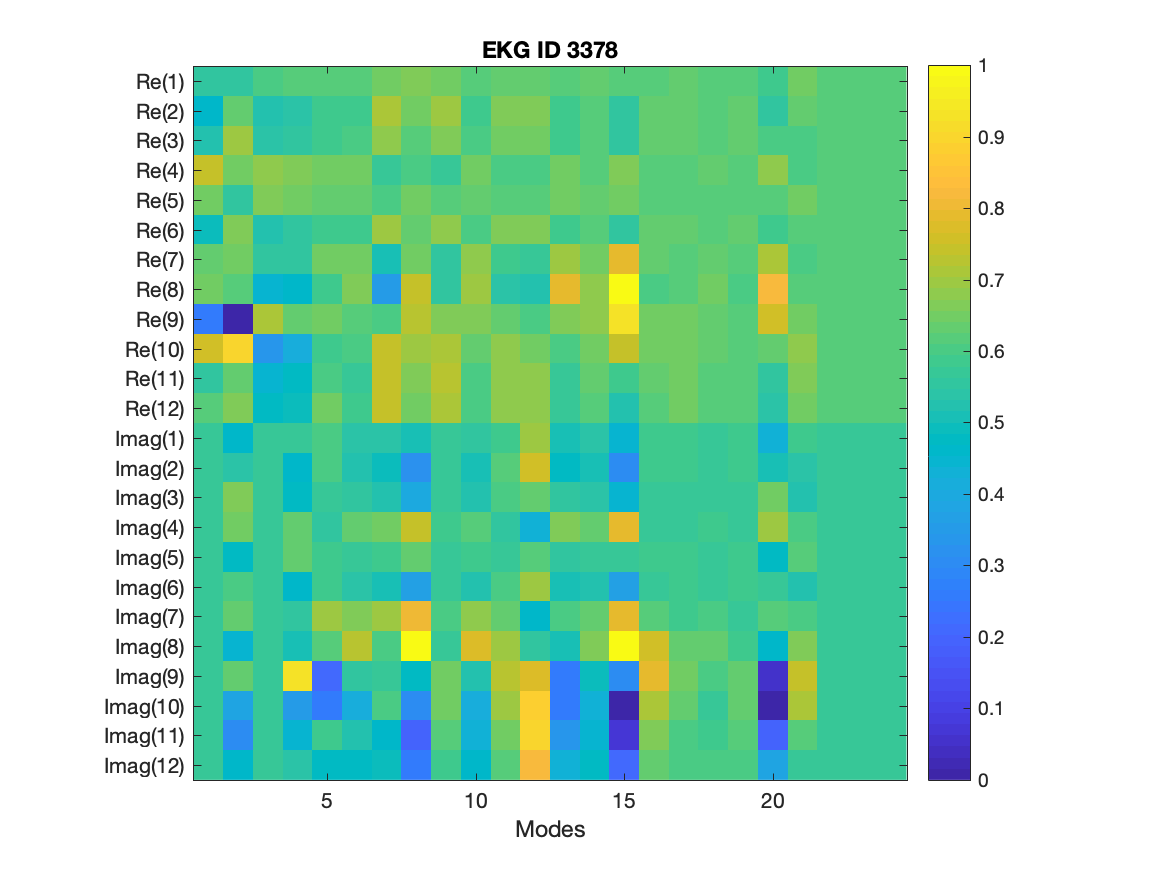 EKG ID 3378
Re(1)
Re(2)
Re(3)
Re(4)
Re(5)
Re(6)
Re(7)
Re(8)
Re(9)
Re(10)
Re(11)
Re(12)
Imag(1)
Imag(2)
Imag(3)
Imag(4)
Imag(5)
Imag(6)
Imag(7)
Imag(8)
Imag(9)
Imag(10)
Imag(11)
Imag(12)
5 10 15 20
Modes
1
0.9
0.8
0.7
0.6
0.5
0.4
0.3
0.2
0.1
0